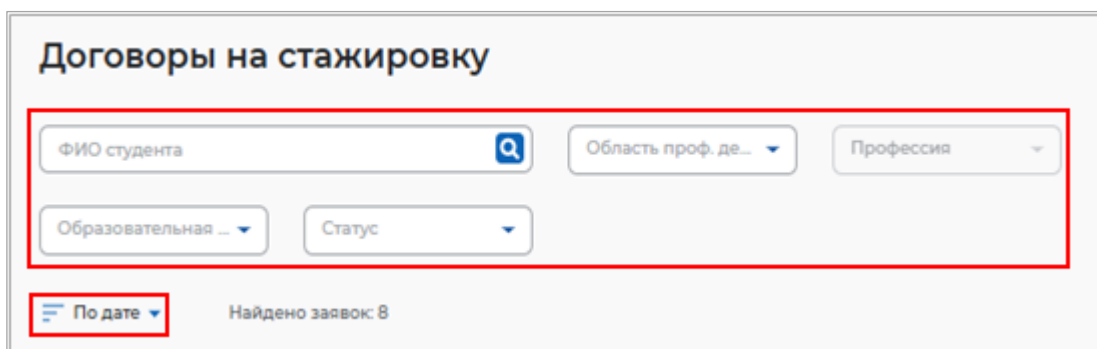 Договоры на стажировку
ФИО студента
Область проф. де...
Профессия
Образовательная ...
Статус
По дате
Найдено заявок: 8